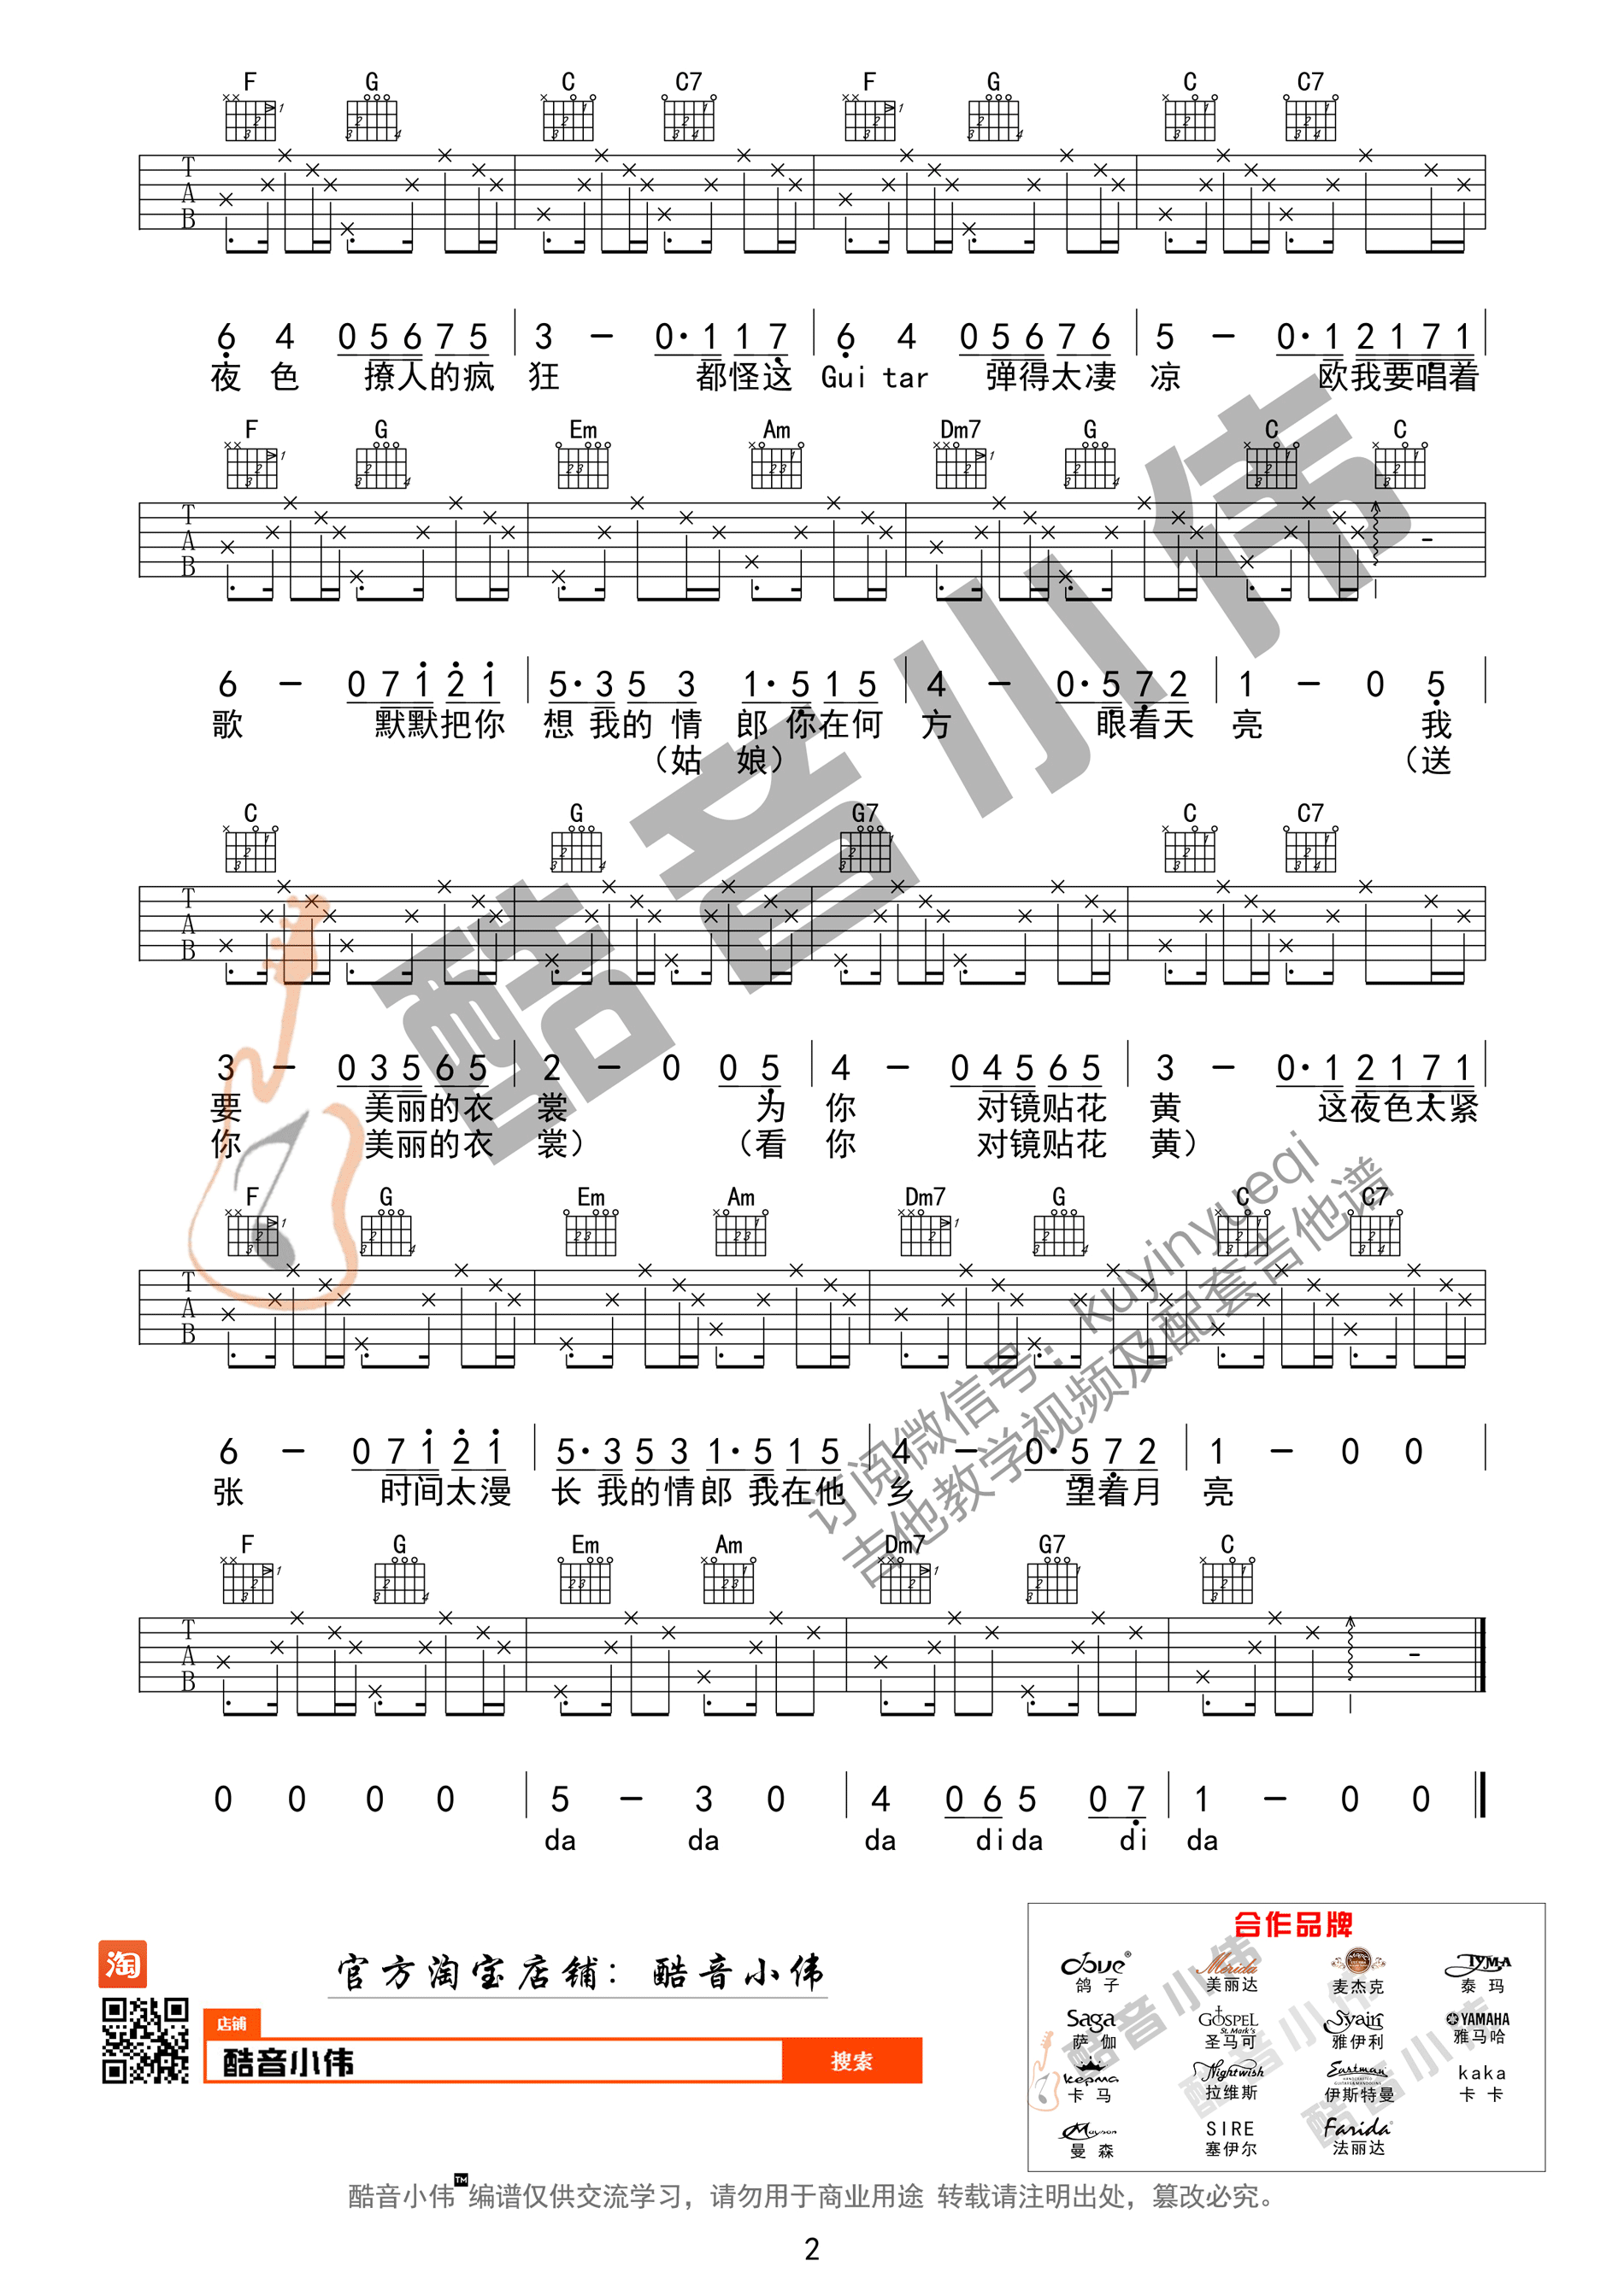 F G C C7 F G C C7
T
A
B
6 4 0 5 6 7 5 | 3 – 0· 1 1 7 | 6 4 0 5 6 7 6 | 5 – 0· 1 2 1 7 1 |
夜 色 撩人的疯 狂 都怪这 Gui tar 弹得太凄 凉 欧我要唱着
F G Em Am Dm7 G C C
T
A
B
6 – 0 7 1 2 1 | 5· 3 5 3 1· 5 1 5 | 4 – 0· 5 7 2 | 1 – 0 5 |
歌 默默把你 想 我的 情 郎 你在何 方 眼看天 亮 我
(姑 娘) (送
C G G7 C C7
T
A
B
3 – 0 3 5 6 5 | 2 – 0 0 5 | 4 – 0 4 5 6 5 | 3 – 0· 1 2 1 7 1 |
要 美丽的衣 裳 为 你 对镜贴花 黄 这夜色太紧
你 美丽的衣 裳) (看 你 对镜贴花 黄)
F G Em Am Dm7 G C C7
T
A
B
6 – 0 7 1 2 1 | 5· 3 5 3 1· 5 1 5 | 4 – 0· 5 7 2 | 1 – 0 0 |
张 时间太漫 长 我的情郎 我在他 乡 望着月 亮
F G Em Am Dm7 G7 C
T
A
B
0 0 0 0 | 5 – 3 0 | 4 0 6 5 0 7 | 1 – 0 0
da da da di da di da
酷音小伟
订阅微信号：kuyinyueqi
吉他教学视频及配套吉他谱
淘
官方淘宝店铺：酷音小伟
店铺
酷音小伟 搜索
合作品牌
Dove® Merida TYMA
鸽子 美丽达 麦杰克 泰玛
Saga GOSPEL St. Mark's Syairi YAMAHA
萨伽 圣马可 雅伊利 雅马哈
Kepma Nightwish Eastman kaka
卡马 拉维斯 伊斯特曼 卡卡
Mayson SIRE Farida
曼森 塞伊尔 法丽达
酷音小伟
酷音小伟
酷音小伟
酷音小伟TM编谱仅供交流学习，请勿用于商业用途 转载请注明出处，篡改必究。
2